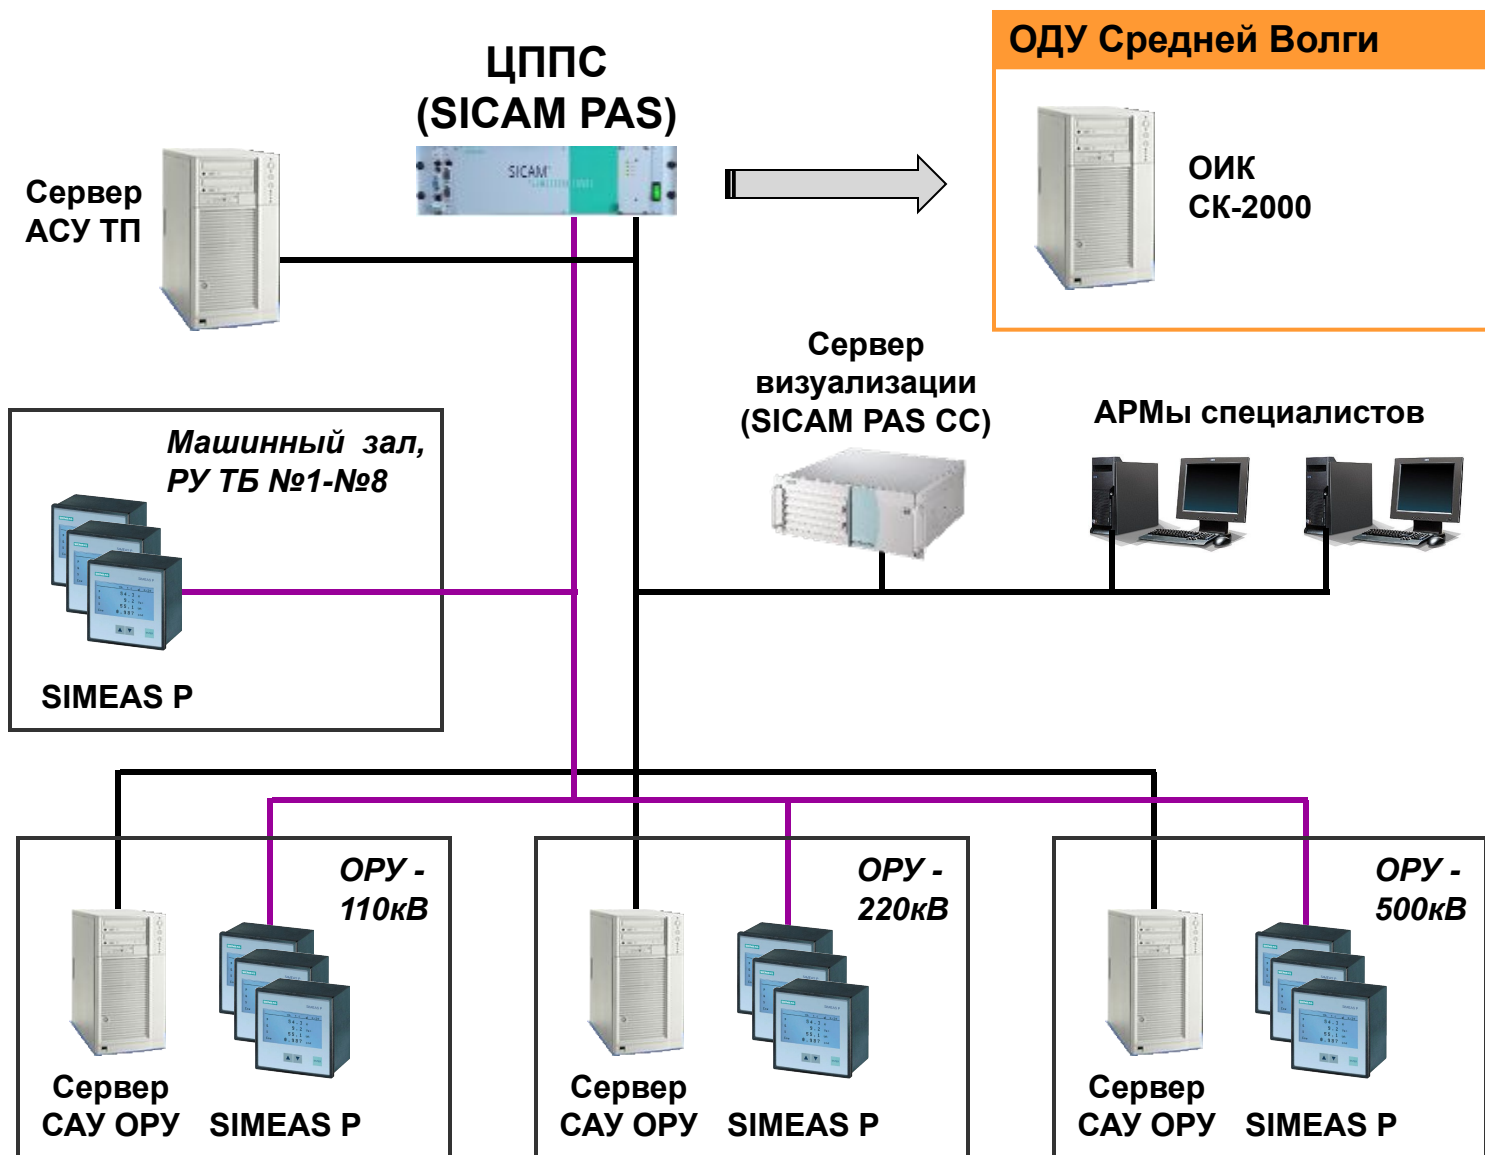 ЦППС
(SICAM PAS)
ОДУ Средней Волги
SICAM
Сервер
АСУ ТП
ОИК
СК-2000
Сервер
визуализации
(SICAM PAS CC)
АРМы специалистов
Машинный зал,
РУ ТБ №1-№8
SIMEAS P
ОРУ -
110кВ
Сервер
САУ ОРУ
SIMEAS P
ОРУ -
220кВ
Сервер
САУ ОРУ
SIMEAS P
ОРУ -
500кВ
Сервер
САУ ОРУ
SIMEAS P